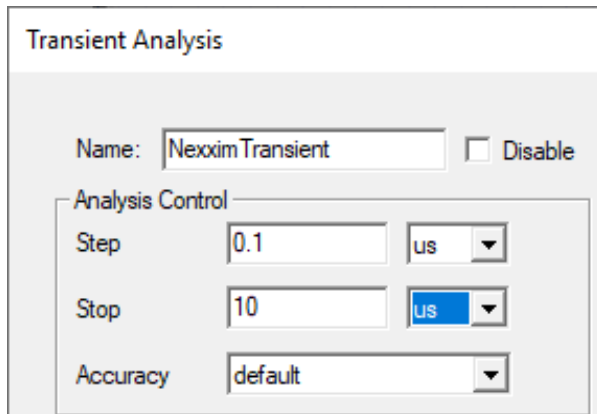 Transient Analysis
Name: NexximTransient Disable
Analysis Control
Step 0.1 us
Stop 10 us
Accuracy default